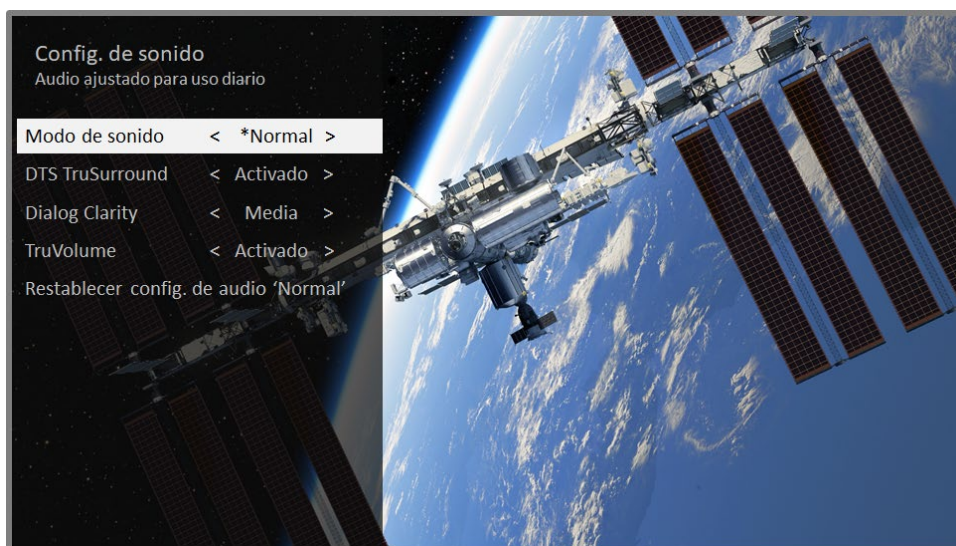 Config. de sonido
Audio ajustado para uso diario
Modo de sonido < *Normal >
DTS TruSurround < Activado >
Dialog Clarity < Media >
TruVolume < Activado >
Restablecer config. de audio ‘Normal’